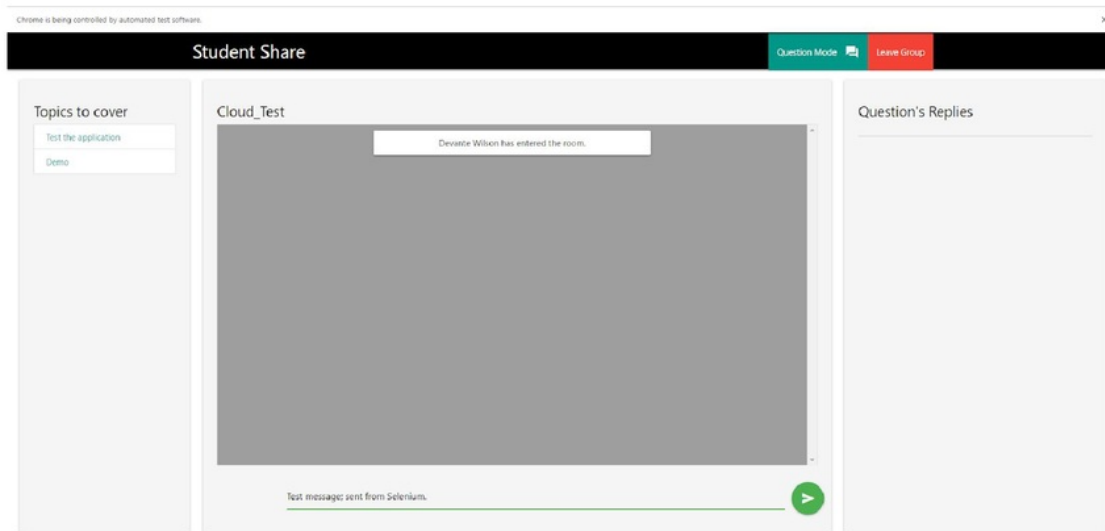 Chrome is being controlled by automated test software.
Student Share
Question Mode
Leave Group
Topics to cover
Test the application
Demo
Cloud_Test
Devante Wilson has entered the room.
Test message; sent from Selenium.
Question's Replies